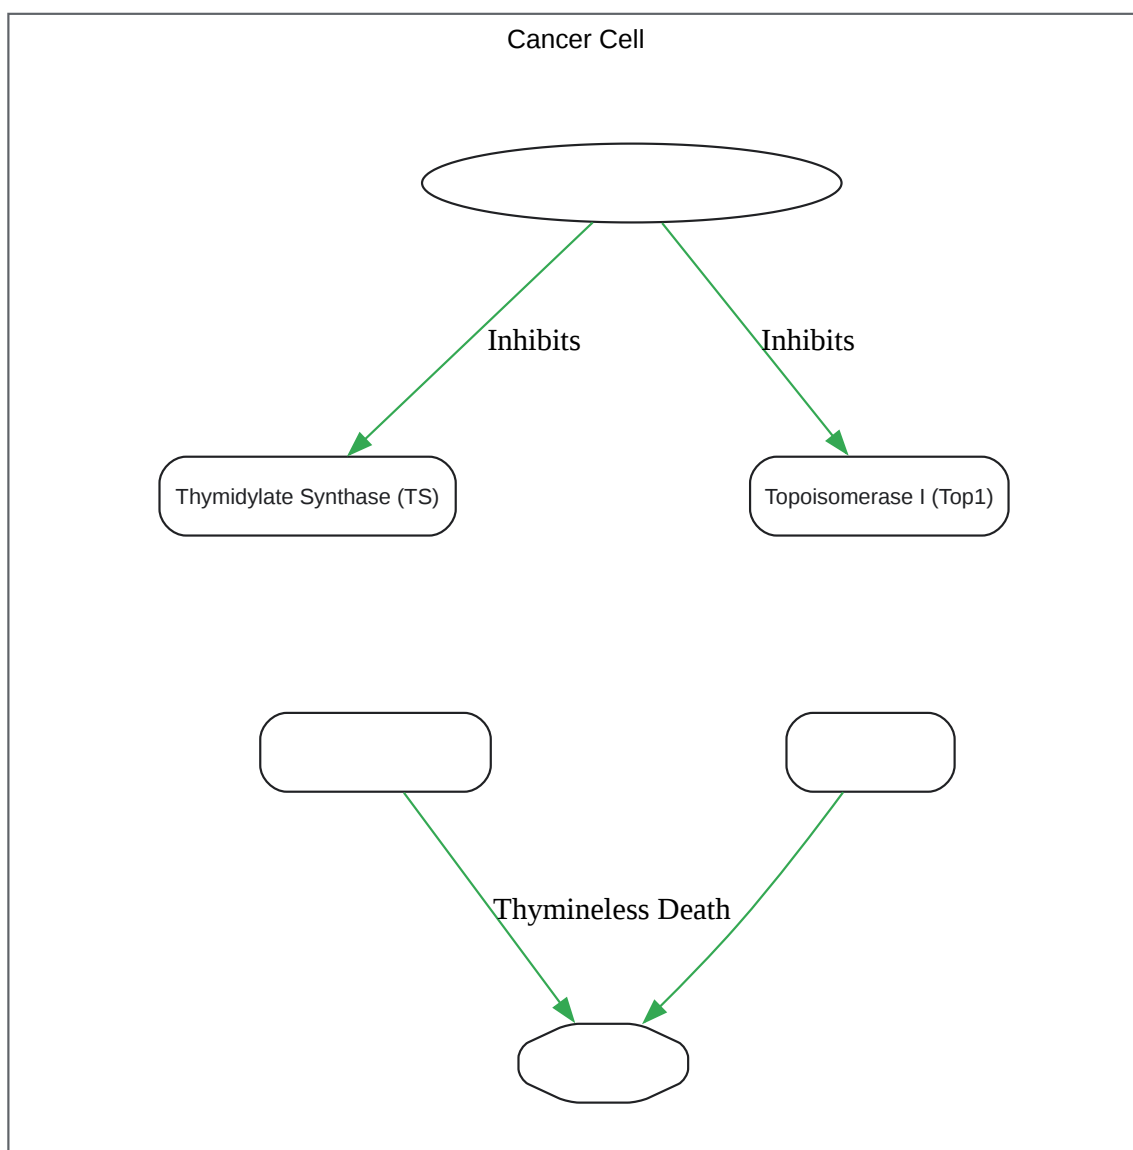 Cancer Cell
Inhibits
Inhibits
Thymidylate Synthase (TS)
Topoisomerase I (Top1)
Thymineless Death